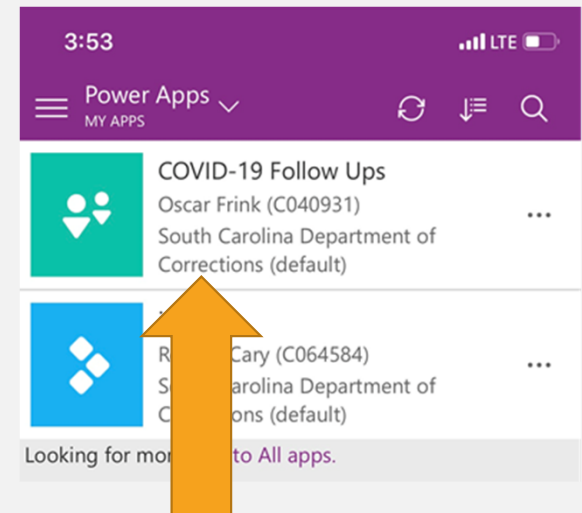 3:53 LTE
Power Apps
MY APPS
COVID-19 Follow Ups
Oscar Frink (C040931)
South Carolina Department of
Corrections (default)
Cary (C064584)
Department of
(default)
Looking for to All apps.